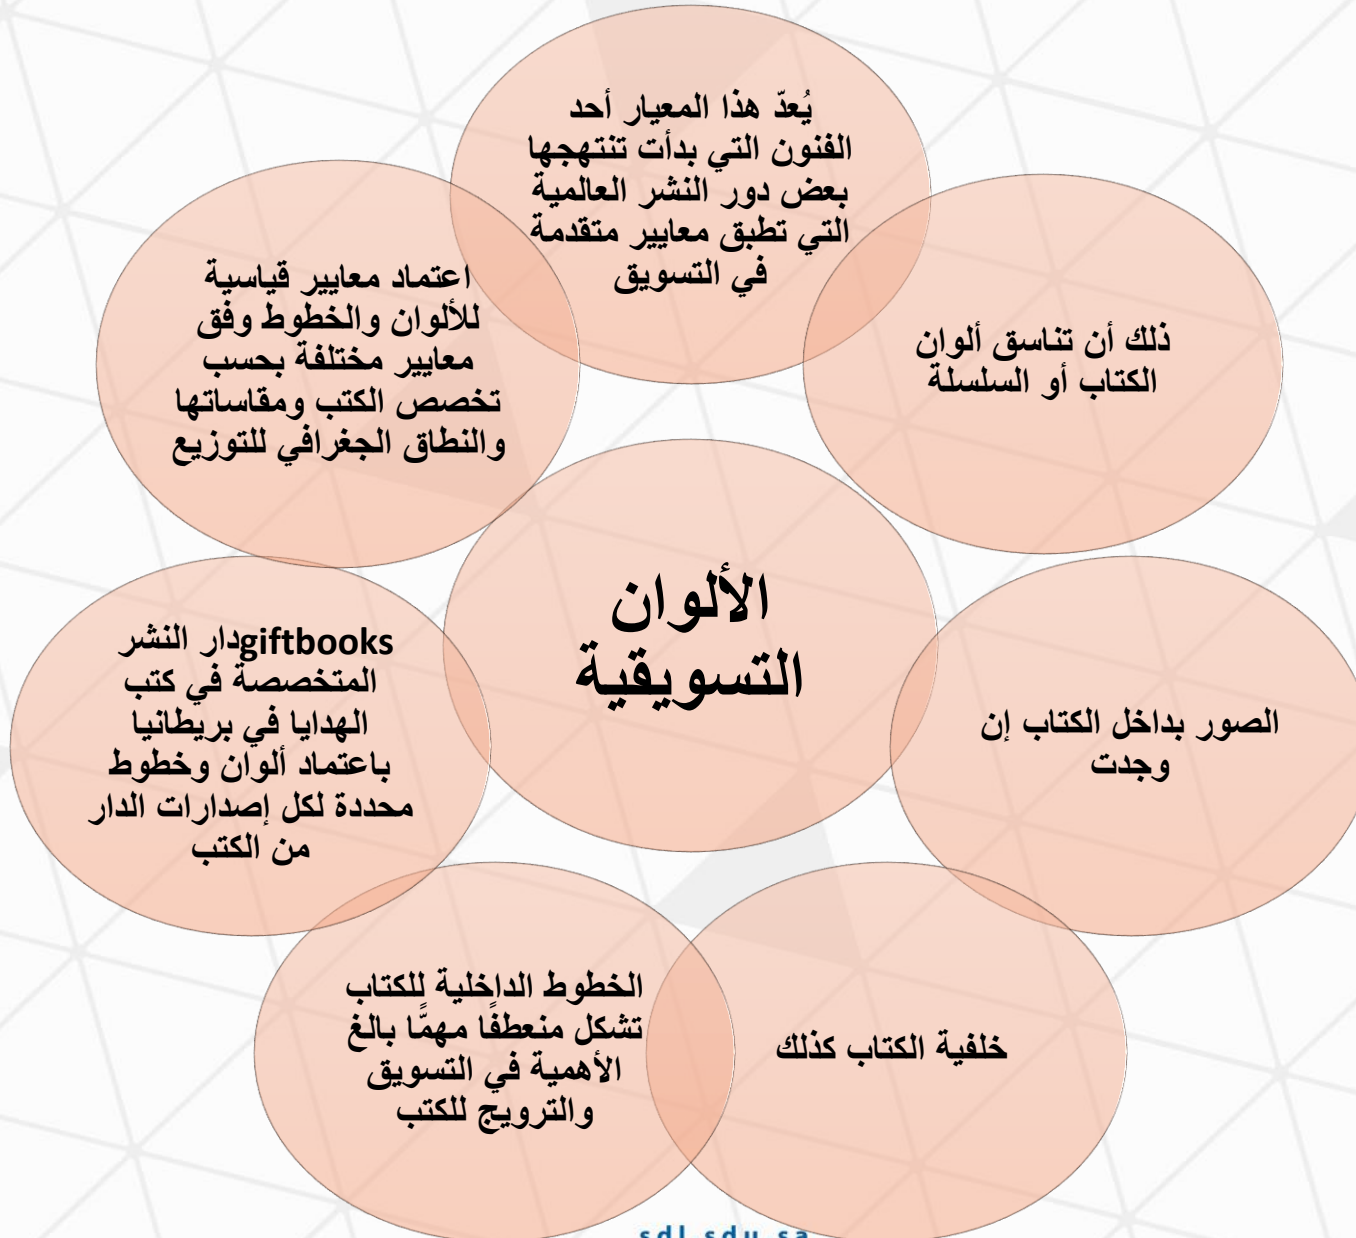 يُعدّ هذا المعيار أحد
الفنون التي بدأت تنتهجها
بعض دور النشر العالمية
التي تطبق معايير متقدمة
في التسويق
ذلك أن تناسق ألوان
الكتاب أو السلسلة
الصور بداخل الكتاب إن
وجدت
خلفية الكتاب كذلك
الخطوط الداخلية للكتاب
تشكل منعطفًا مهمًّا بالغ
الأهمية في التسويق
والترويج للكتب
giftbooksدار النشر
المتخصصة في كتب
الهدايا في بريطانيا
باعتماد ألوان وخطوط
محددة لكل إصدارات الدار
من الكتب
اعتماد معايير قياسية
للألوان والخطوط وفق
معايير مختلفة بحسب
تخصص الكتب ومقاساتها
والنطاق الجغرافي للتوزيع
الألوان
التسويقية
sdl.sdu.sa